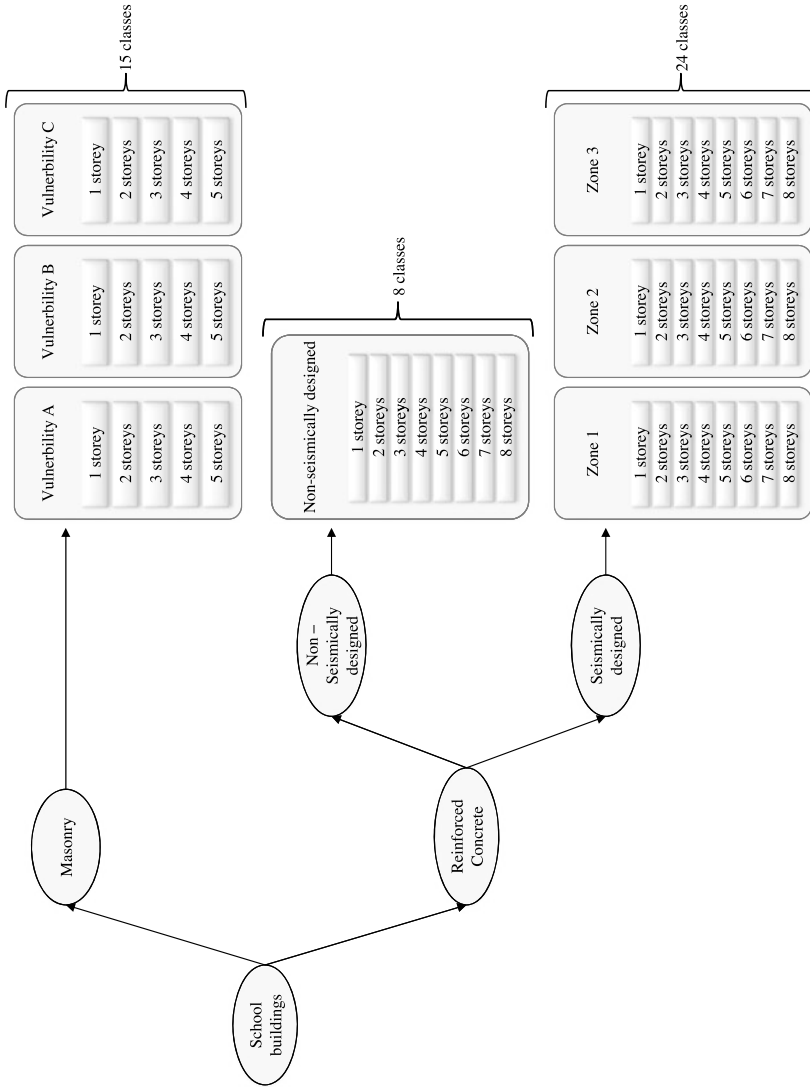 School
buildings
Masonry
Reinforced
Concrete
Non –
Seismically
designed
Seismically
designed
Vulnerbility A
1 storey
2 storeys
3 storeys
4 storeys
5 storeys
Vulnerbility B
1 storey
2 storeys
3 storeys
4 storeys
5 storeys
Vulnerbility C
1 storey
2 storeys
3 storeys
4 storeys
5 storeys
15 classes
Non-seismically designed
1 storey
2 storeys
3 storeys
4 storeys
5 storeys
6 storeys
7 storeys
8 storeys
8 classes
Zone 1
1 storey
2 storeys
3 storeys
4 storeys
5 storeys
6 storeys
7 storeys
8 storeys
Zone 2
1 storey
2 storeys
3 storeys
4 storeys
5 storeys
6 storeys
7 storeys
8 storeys
Zone 3
1 storey
2 storeys
3 storeys
4 storeys
5 storeys
6 storeys
7 storeys
8 storeys
24 classes